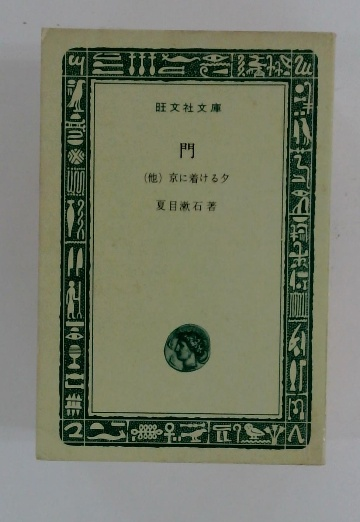 旺文社文庫
門
(他) 京に着ける夕
夏目漱石著